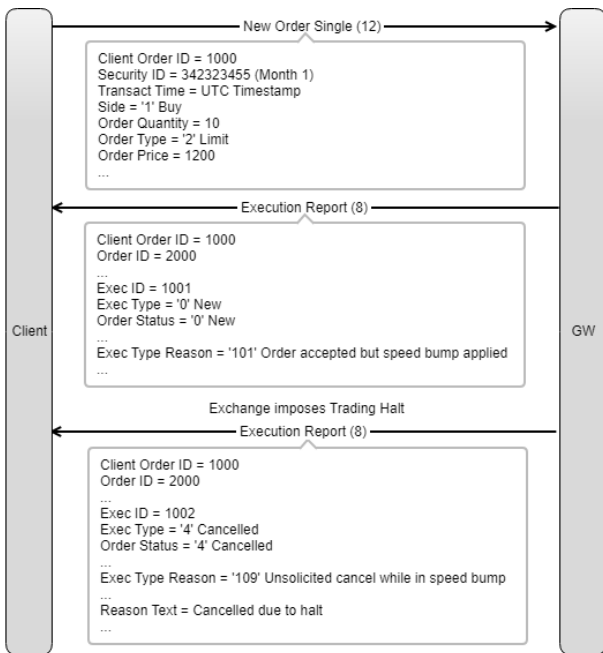 New Order Single (12)
Client Order ID = 1000
Security ID = 342323455 (Month 1)
Transact Time = UTC Timestamp
Side = '1' Buy
Order Quantity = 10
Order Type = '2' Limit
Order Price = 1200
...
Execution Report (8)
Client Order ID = 1000
Order ID = 2000
...
Exec ID = 1001
Exec Type = '0' New
Order Status = '0' New
...
Exec Type Reason = '101' Order accepted but speed bump applied
...
Client
GW
Exchange imposes Trading Halt
Execution Report (8)
Client Order ID = 1000
Order ID = 2000
...
Exec ID = 1002
Exec Type = '4' Cancelled
Order Status = '4' Cancelled
...
Exec Type Reason = '109' Unsolicited cancel while in speed bump
...
Reason Text = Cancelled due to halt
...